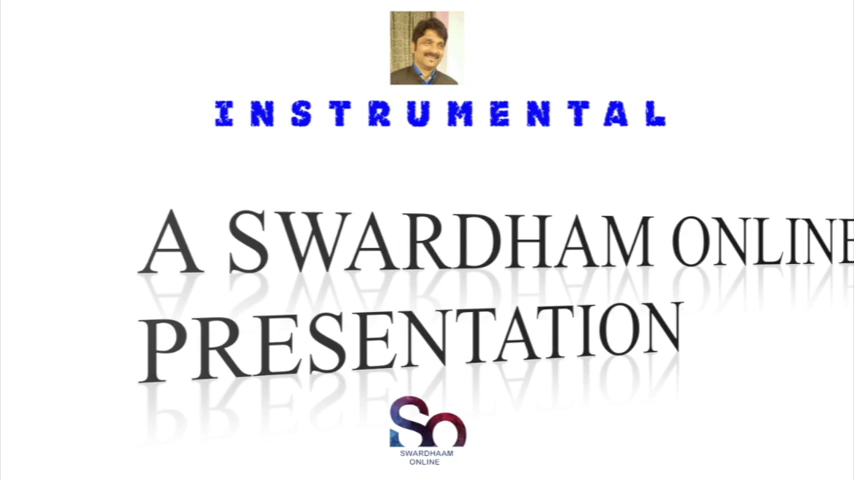 INSTRUMENTAL
A SWARDHAM ONLINE
PRESENTATION
SO
SWARDHAAM
ONLINE